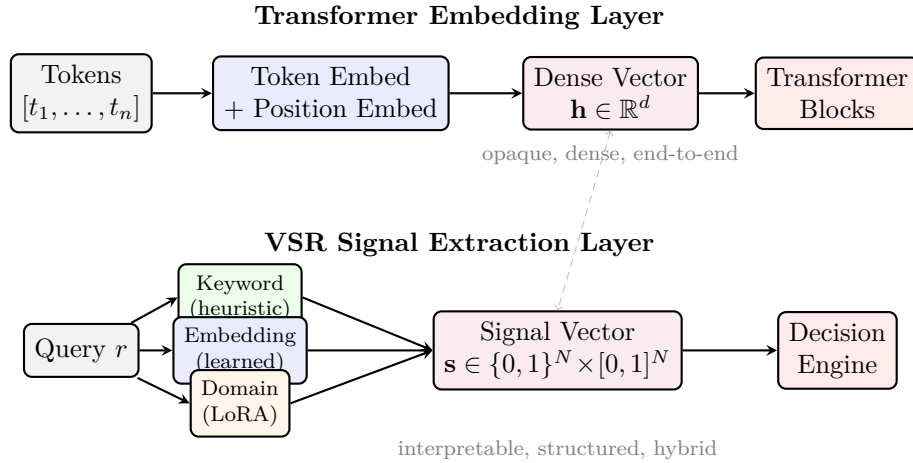 Transformer Embedding Layer
Tokens
[t₁, . . . , tₙ]
Token Embed
+ Position Embed
Dense Vector
h ∈ ℝᵈ
Transformer
Blocks
opaque, dense, end-to-end
VSR Signal Extraction Layer
Query r
Keyword
(heuristic)
Embedding
(learned)
Domain
(LoRA)
Signal Vector
s ∈ {0, 1}ᴺ ×[0, 1]ᴺ
Decision
Engine
interpretable, structured, hybrid